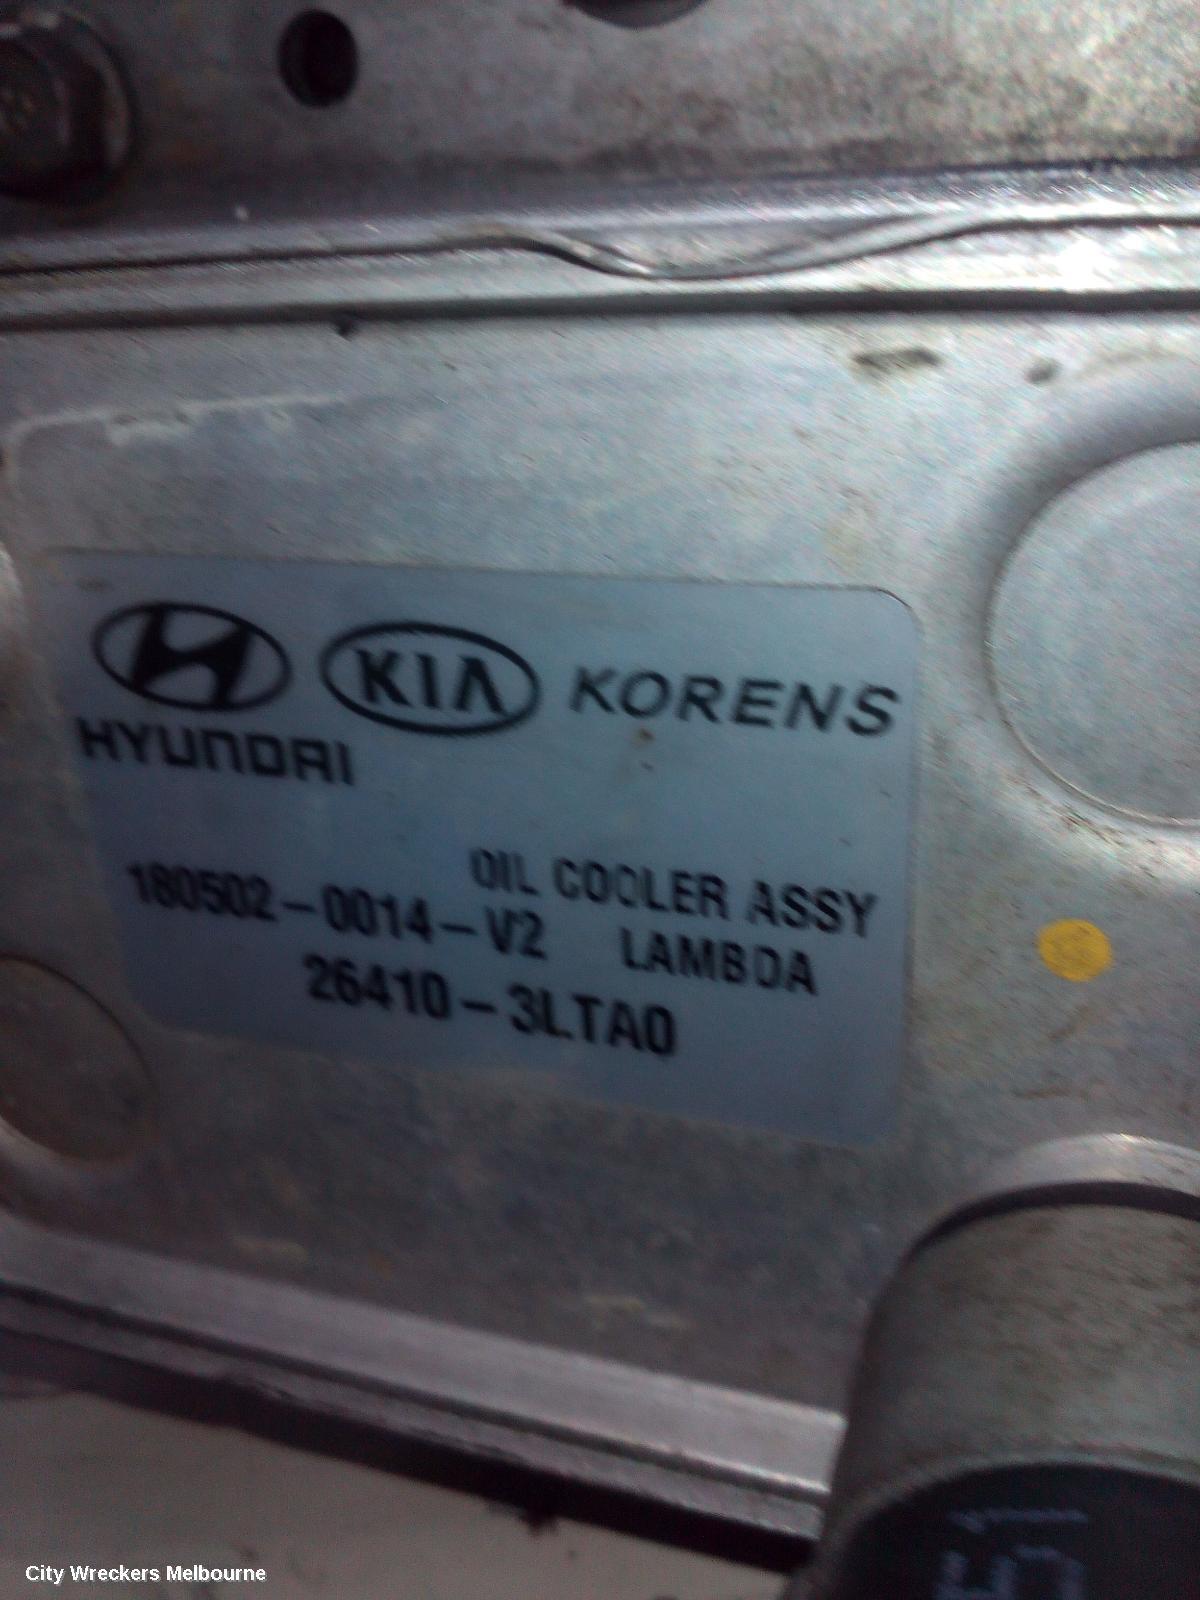 KIA KORENS
HYUNDAI
OIL COOLER ASSY
180502-0014-V2 LAMBDA
26410-3LTA0
City Wreckers Melbourne